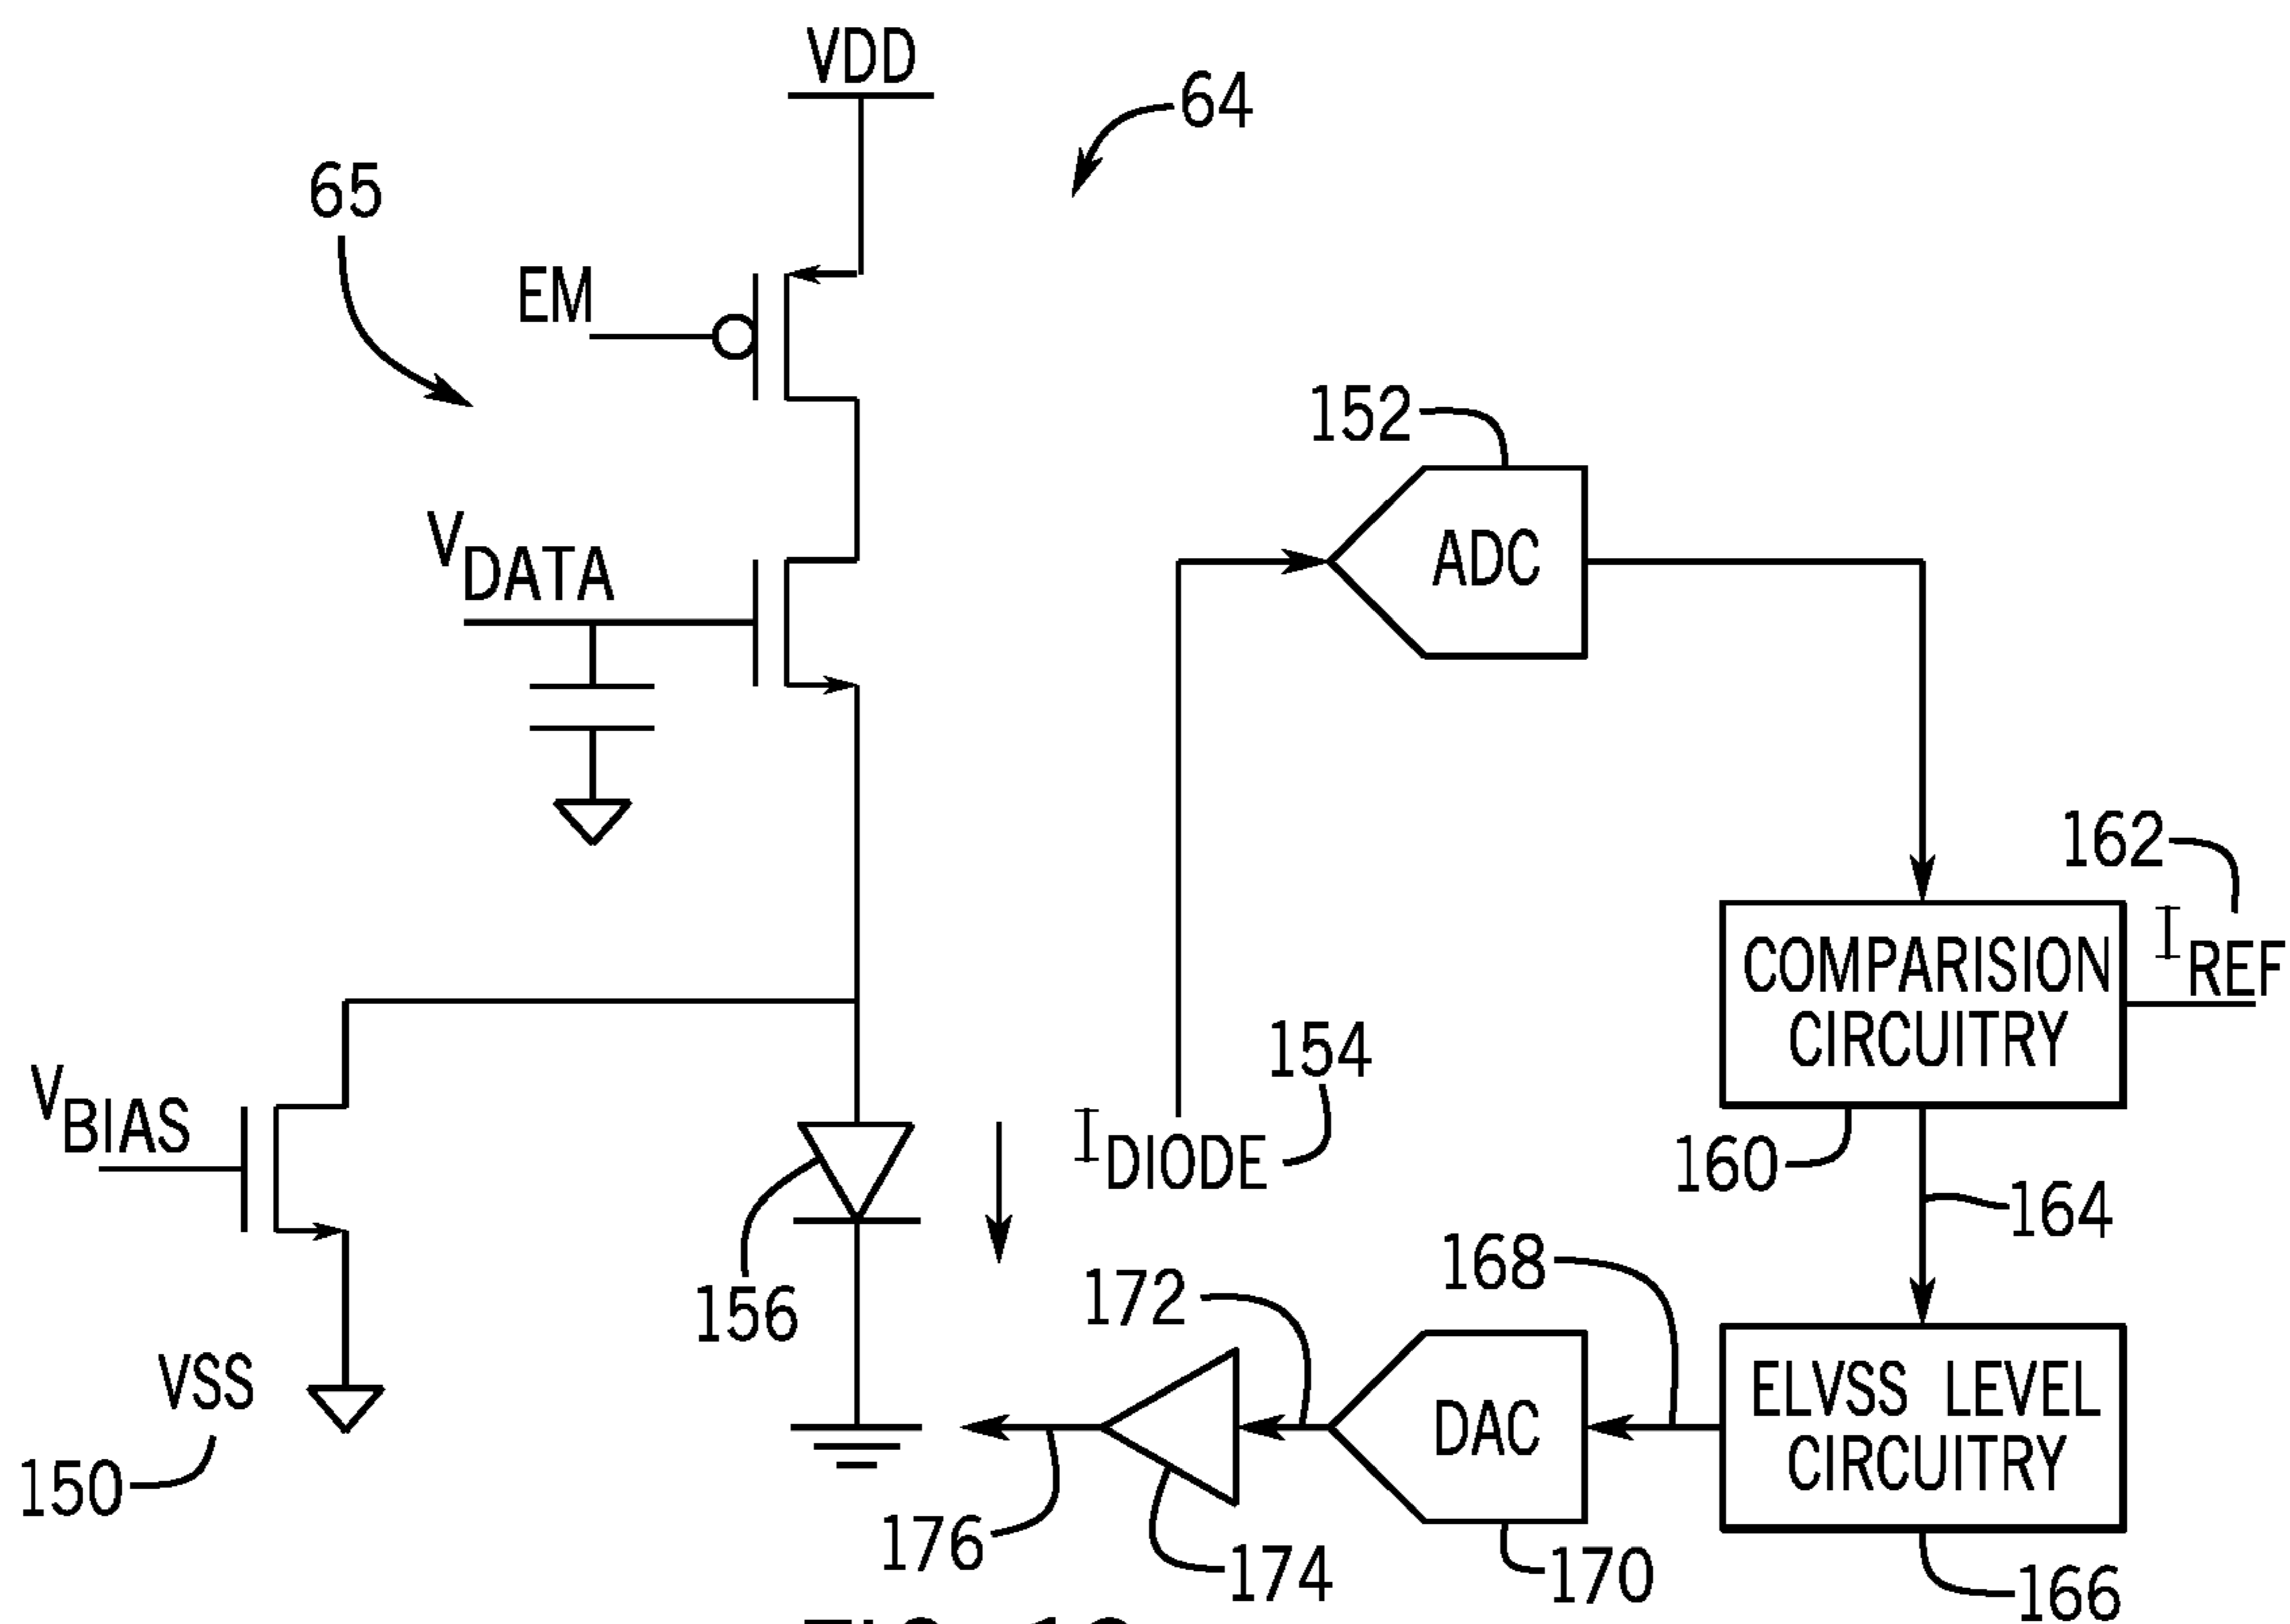 VDD
64
65
EM
152
VDATA
ADC
162
IREF
COMPARISION
CIRCUITRY
154
VBIAS
IDIODE
160
164
168
172
156
VSS
ELVSS LEVEL
CIRCUITRY
DAC
150
176
174
170
166